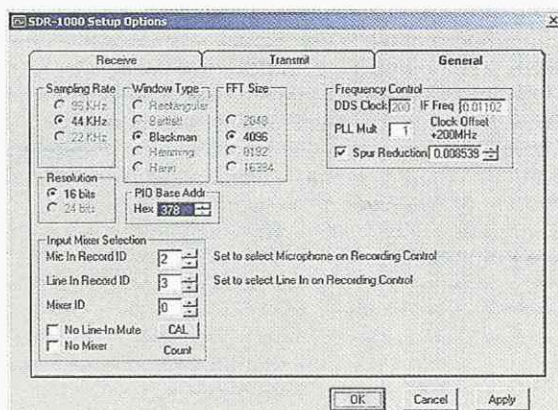 SDR-1000 Setup Options
Receive
Transmit
General
Sampling Rate
96 KHz
44 KHz
22 KHz
Window Type
Rectangular
Bartlett
Blackman
Hamming
Hann
FFT Size
2048
4096
8192
16384
Frequency Control
DDS Clock 200 IF Freq 0.01102
PLL Mult 1 Clock Offset
+200MHz
Spur Reduction 0.008539
Resolution
16 bits
24 bits
PIO Base Addr
Hex 378
Input Mixer Selection
Mic In Record ID 2 Set to select Microphone on Recording Control
Line In Record ID 3 Set to select Line In on Recording Control
Mixer ID 0
No Line-In Mute CAL
No Mixer Count
OK Cancel Apply